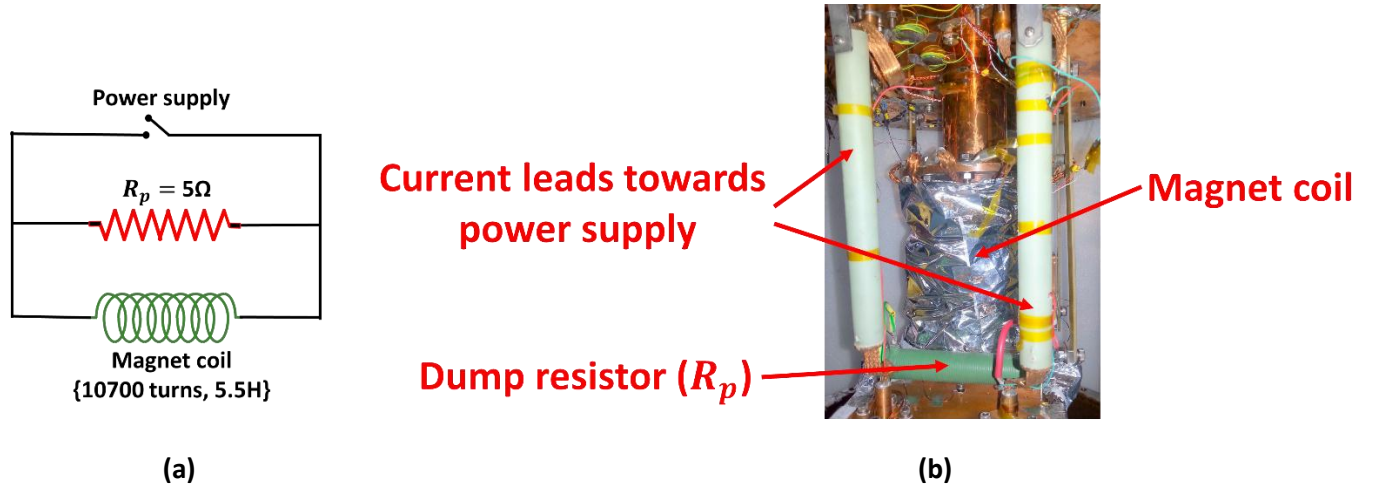 Power supply
R_p = 5Ω
Magnet coil
{10700 turns, 5.5H}
(a)
Current leads towards
power supply
Magnet coil
Dump resistor (R_p)
(b)